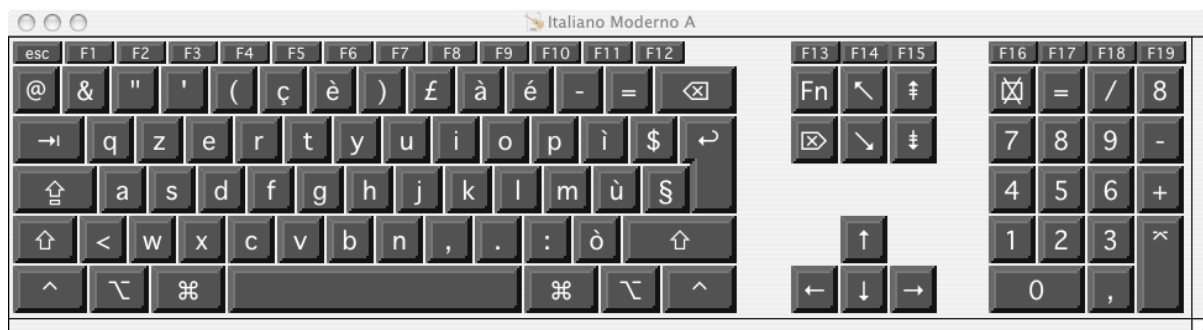 Italiano Moderno A
esc F1 F2 F3 F4 F5 F6 F7 F8 F9 F10 F11 F12 F13 F14 F15 F16 F17 F18 F19
@ & " ' ( ç è ) £ à é - = ⌫ Fn ↖ ⇞ = / 8
⇥ q z e r t y u i o p ì $ ↩ ⌦ ↘ ⇟ 7 8 9 -
⇪ a s d f g h j k l m ù § 4 5 6 +
⇧ < w x c v b n , . : ò ⇧ ↑ 1 2 3 ⌤
^ ⌥ ⌘ ⌘ ⌥ ^ ← ↓ → 0 ,